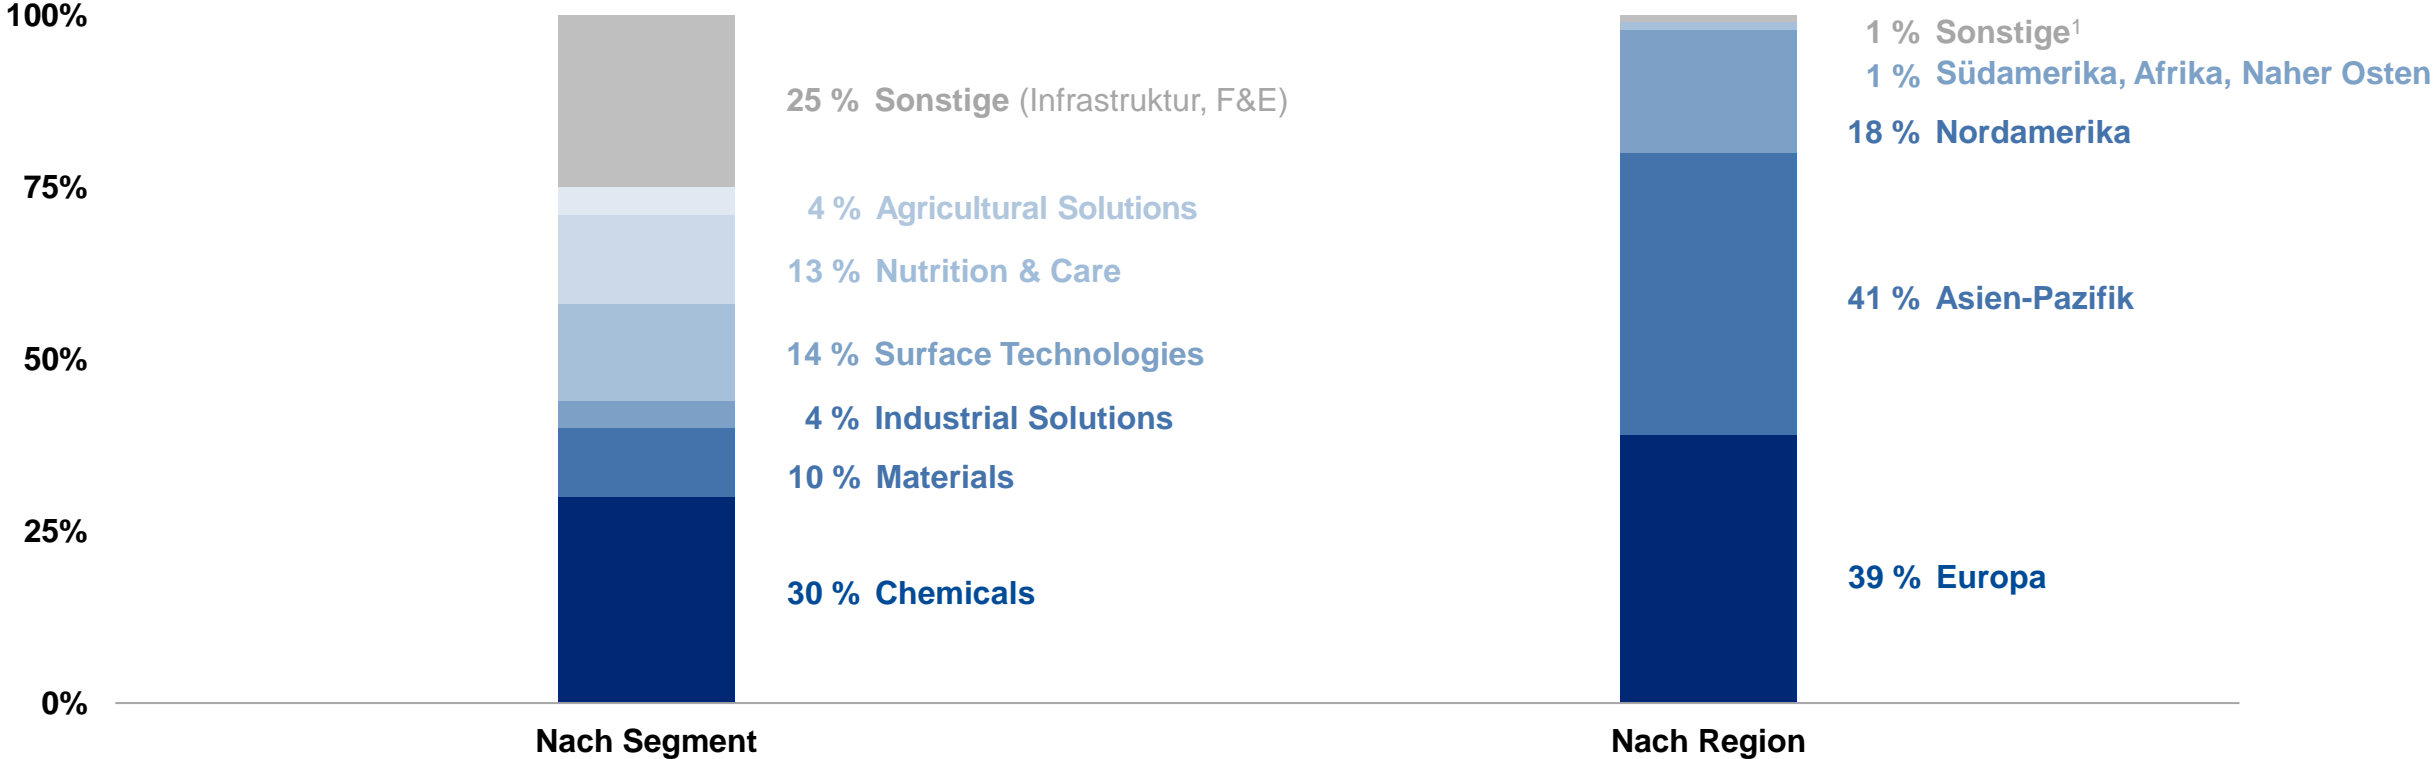 100%
75%
50%
25%
0%
25 % Sonstige (Infrastruktur, F&E)
4 % Agricultural Solutions
13 % Nutrition & Care
14 % Surface Technologies
4 % Industrial Solutions
10 % Materials
30 % Chemicals
Nach Segment
1 % Sonstige¹
1 % Südamerika, Afrika, Naher Osten
18 % Nordamerika
41 % Asien-Pazifik
39 % Europa
Nach Region